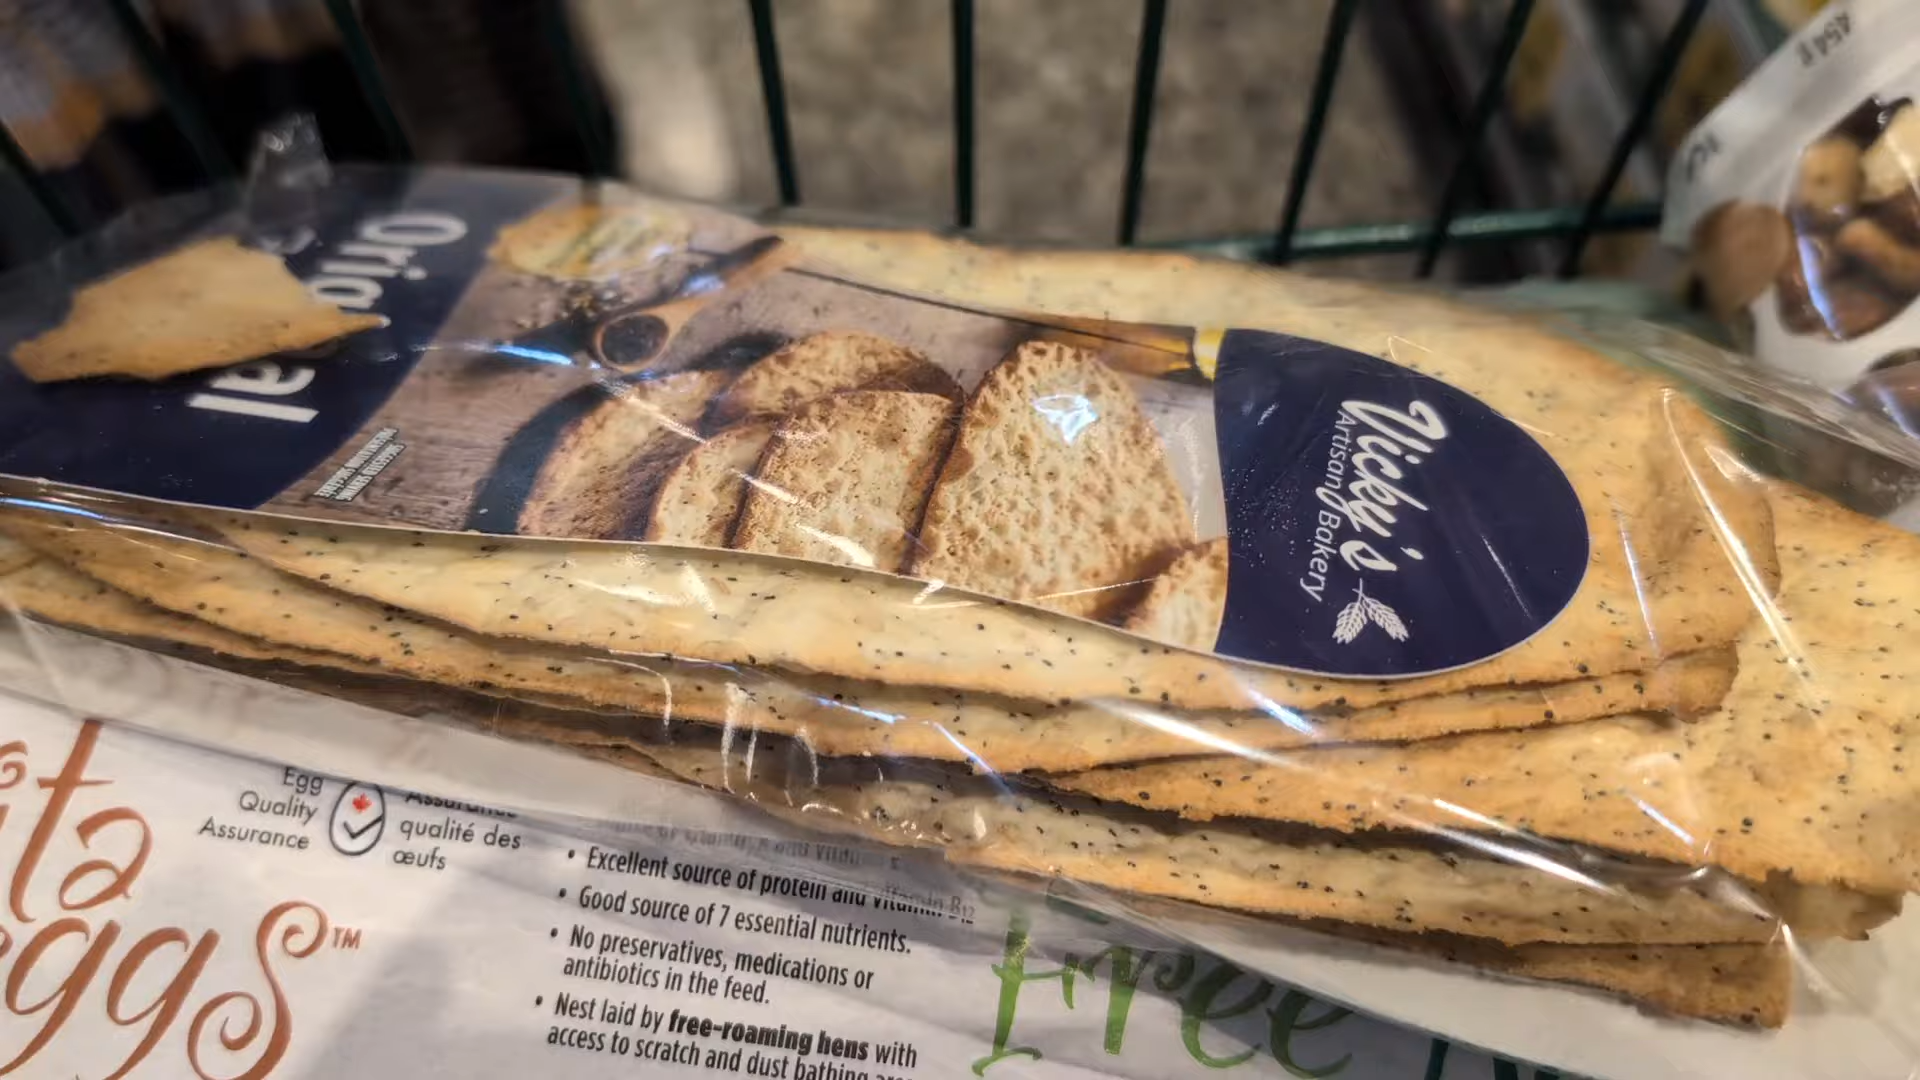 454 g
Original
Vicky's
Artisan Bakery
ita
eggs™
Egg
Quality
Assurance
Assurance
qualité des
œufs
• Excellent source of protein and vitamin B12
• Good source of 7 essential nutrients.
• No preservatives, medications or
antibiotics in the feed.
• Nest laid by free-roaming hens with
access to scratch and dust bathing
Free